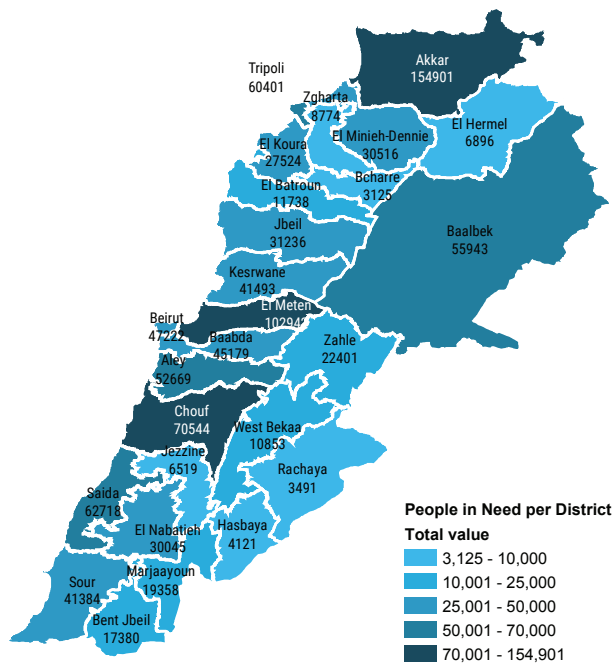 Akkar
154901
Tripoli
60401
Zgharta
8774
El Hermel
6896
El Minieh-Dennie
30516
El Koura
27524
Bcharre
3125
El Batroun
11738
Jbeil
31236
Baalbek
55943
Kesrwane
41493
El Meten
Beirut
47222
Baabda
45179
Zahle
22401
Aley
52669
Chouf
70544
West Bekaa
10853
Jezzine
6519
Rachaya
3491
Saida
62718
El Nabatieh
30045
Hasbaya
4121
Marjaayoun
19358
Sour
41384
Bent Jbeil
17380
People in Need per District
Total value
3,125 - 10,000
10,001 - 25,000
25,001 - 50,000
50,001 - 70,000
70,001 - 154,901